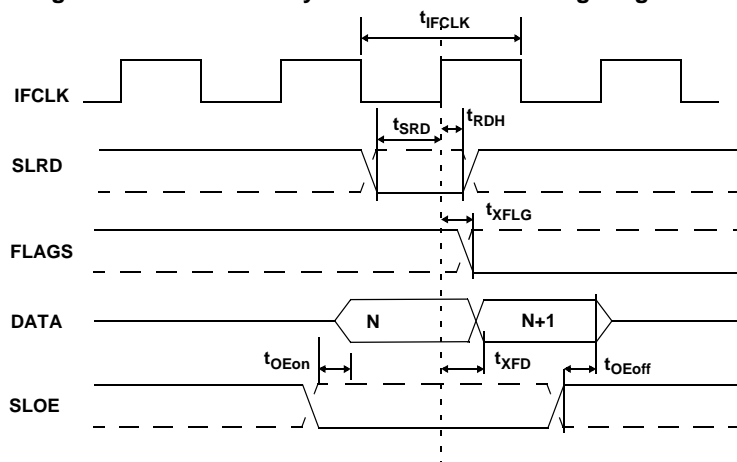 tIFCLK
IFCLK
tSRD
tRDH
SLRD
tXFLG
FLAGS
DATA
N
N+1
tOEon
tXFD
tOEoff
SLOE